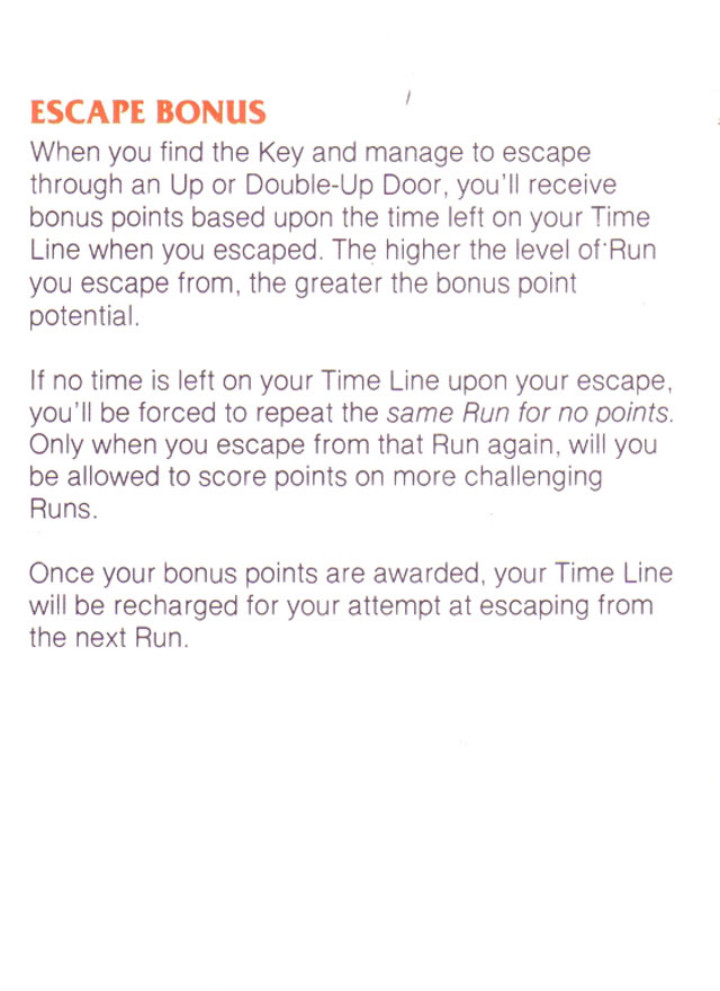 ESCAPE BONUS
When you find the Key and manage to escape
through an Up or Double-Up Door, you'll receive
bonus points based upon the time left on your Time
Line when you escaped. The higher the level of Run
you escape from, the greater the bonus point
potential.
If no time is left on your Time Line upon your escape,
you'll be forced to repeat the same Run for no points.
Only when you escape from that Run again, will you
be allowed to score points on more challenging
Runs.
Once your bonus points are awarded, your Time Line
will be recharged for your attempt at escaping from
the next Run.